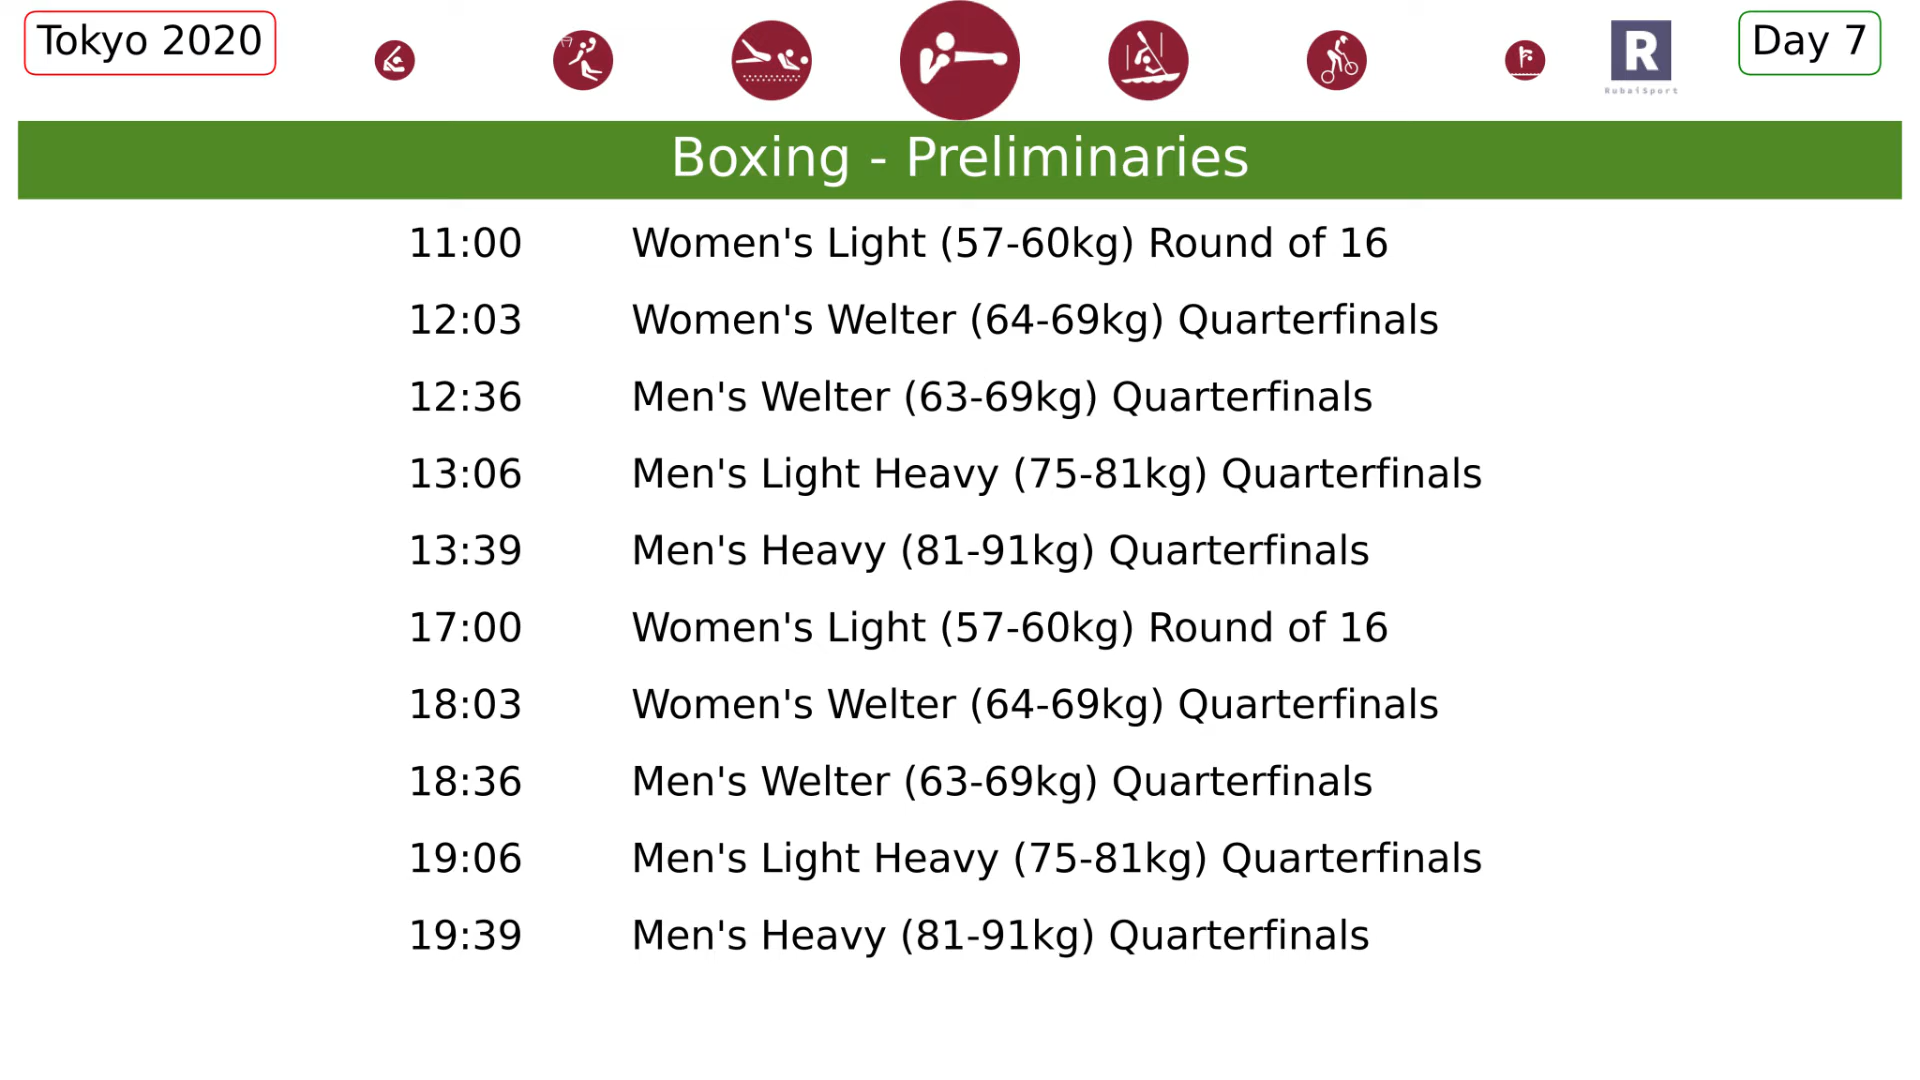 Tokyo 2020
R
RubaiSport
Day 7
Boxing - Preliminaries
11:00 Women's Light (57-60kg) Round of 16
12:03 Women's Welter (64-69kg) Quarterfinals
12:36 Men's Welter (63-69kg) Quarterfinals
13:06 Men's Light Heavy (75-81kg) Quarterfinals
13:39 Men's Heavy (81-91kg) Quarterfinals
17:00 Women's Light (57-60kg) Round of 16
18:03 Women's Welter (64-69kg) Quarterfinals
18:36 Men's Welter (63-69kg) Quarterfinals
19:06 Men's Light Heavy (75-81kg) Quarterfinals
19:39 Men's Heavy (81-91kg) Quarterfinals